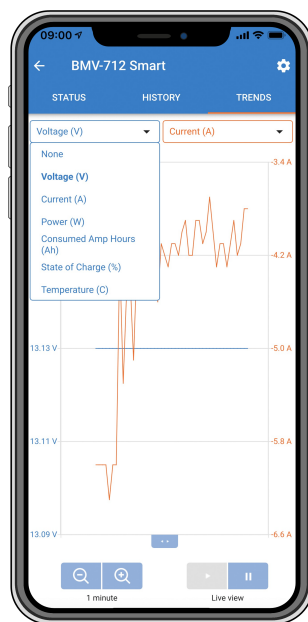 09:00
BMV-712 Smart
STATUS HISTORY TRENDS
Voltage (V) Current (A)
None
Voltage (V)
Current (A)
Power (W)
Consumed Amp Hours
(Ah)
State of Charge (%)
Temperature (C)
-3.4 A
-4.2 A
13.13 V -5.0 A
13.11 V -5.8 A
13.09 V -6.6 A
1 minute Live view